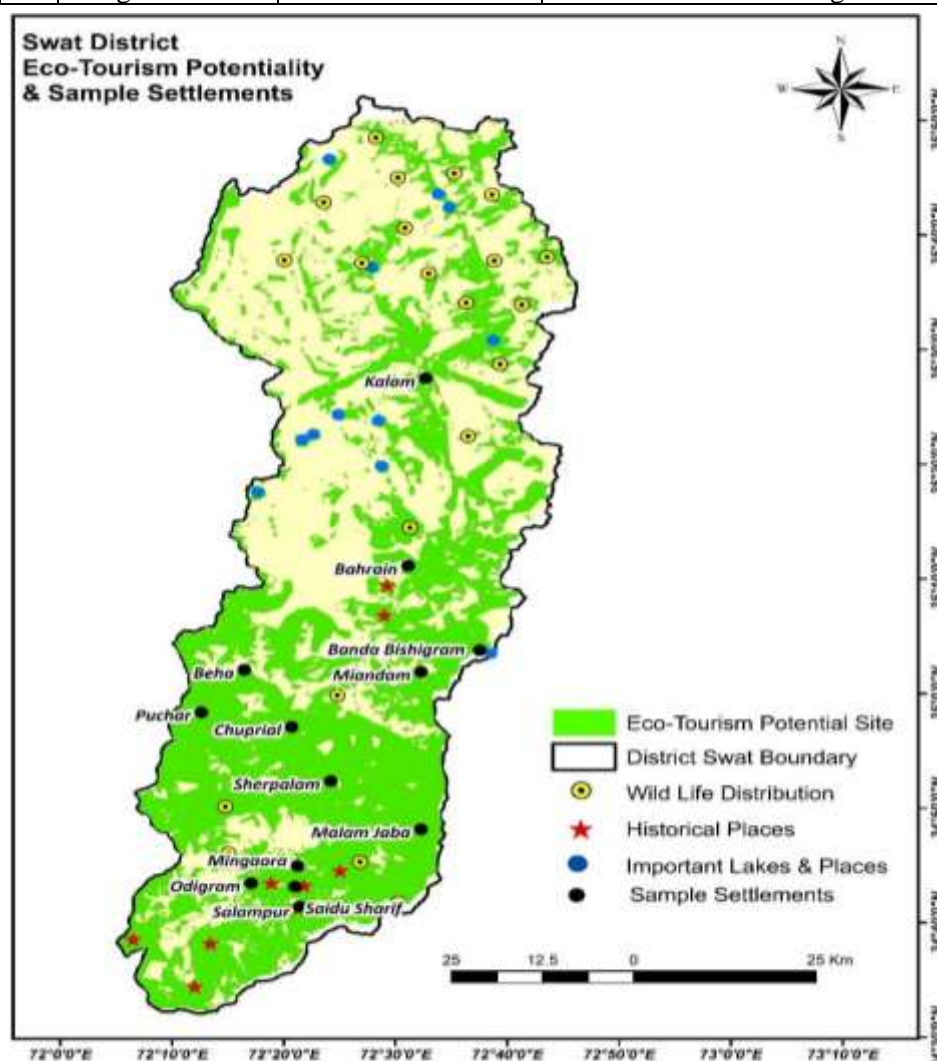 Swat District
Eco-Tourism Potentiality
& Sample Settlements
N
W
E
S
Kalam
Bahrain
Banda Bishigram
Beha
Miandam
Puchar
Chuprial
Sherpalam
Malam Jaba
Mingaora
Odigram
Salampur
Saidu Sharif
Eco-Tourism Potential Site
District Swat Boundary
Wild Life Distribution
Historical Places
Important Lakes & Places
Sample Settlements
25 12.5 0 25 Km
72°0'0"E 72°10'0"E 72°20'0"E 72°30'0"E 72°40'0"E 72°50'0"E 73°0'0"E 73°10'0"E